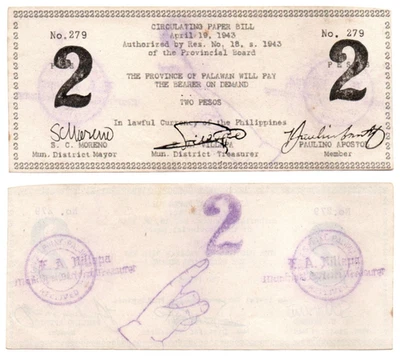 CIRCULATING PAPER BILL
No. 279 April 19, 1943 No. 279
Authorized by Res. No. 18, s. 1943
of the Provincial Board
2 2
THE PROVINCE OF PALAWAN WILL PAY
THE BEARER ON DEMAND
TWO PESOS
In lawful Currency of the Philippines
SCMoreno
S. C. MORENO PAULINO APOSTOL
Mun. District Mayor Mun. District Treasurer Member
2